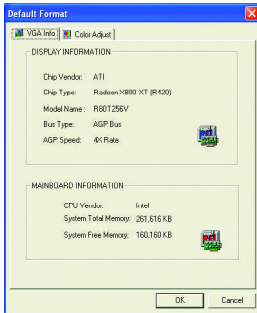 Default Format
VGA Info Color Adjust
DISPLAY INFORMATION
Chip Vendor: ATI
Chip Type: Radeon X800 XT (R420)
Model Name: R80T256V
Bus Type: AGP Bus
AGP Speed: 4X Rate
MAINBOARD INFORMATION
CPU Vendor: Intel
System Total Memory: 261,616 KB
System Free Memory: 160,160 KB
OK Cancel